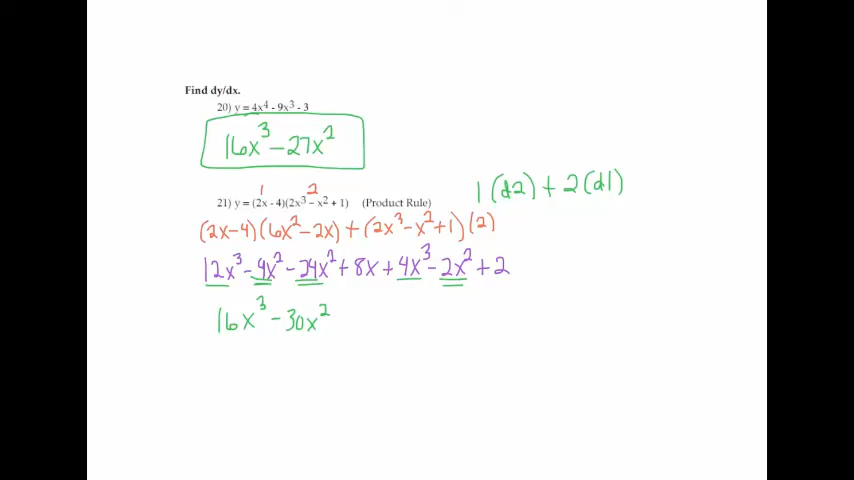 Find dy/dx.
20) y = 4x⁴ - 9x³ - 3
16x³ - 27x²
1 2
21) y = (2x - 4)(2x³ - x² + 1) (Product Rule)
1 (d2) + 2 (d1)
(2x-4)(6x²-2x) + (2x³-x²+1)(2)
12x³ - 4x² - 24x² + 8x + 4x³ - 2x² + 2
16x³ - 30x²